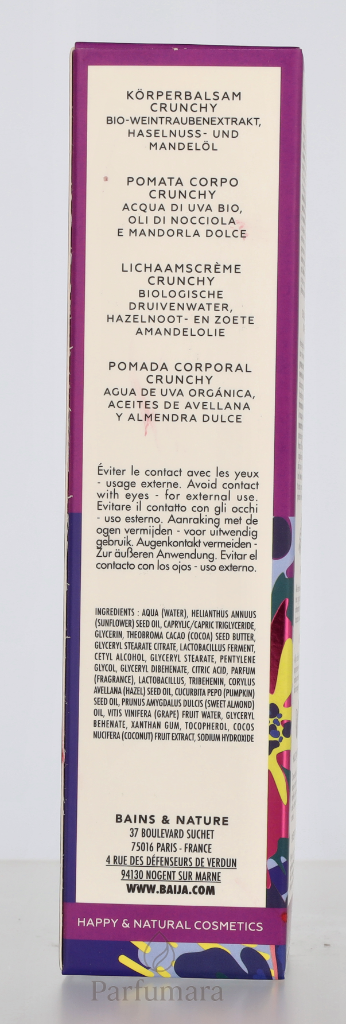 KÖRPERBALSAM
CRUNCHY
BIO-WEINTRAUBENEXTRAKT,
HASELNUSS- UND
MANDELÖL
POMATA CORPO
CRUNCHY
ACQUA DI UVA BIO,
OLI DI NOCCIOLA
E MANDORLA DOLCE
LICHAAMSCRÈME
CRUNCHY
BIOLOGISCHE
DRUIVENWATER,
HAZELNOOT- EN ZOETE
AMANDELOLIE
POMADA CORPORAL
CRUNCHY
AGUA DE UVA ORGÁNICA,
ACEITES DE AVELLANA
Y ALMENDRA DULCE
Éviter le contact avec les yeux
- usage externe. Avoid contact
with eyes - for external use.
Evitare il contatto con gli occhi
- uso esterno. Aanraking met de
ogen vermijden - voor uitwendig
gebruik. Augenkontakt vermeiden -
Zur äußeren Anwendung. Evitar el
contacto con los ojos - uso externo.
INGREDIENTS : AQUA (WATER), HELIANTHUS ANNUUS
(SUNFLOWER) SEED OIL, CAPRYLIC/CAPRIC TRIGLYCERIDE,
GLYCERIN, THEOBROMA CACAO (COCOA) SEED BUTTER,
GLYCERYL STEARATE CITRATE, LACTOBACILLUS FERMENT,
CETYL ALCOHOL, GLYCERYL STEARATE, PENTYLENE
GLYCOL, GLYCERYL DIBEHENATE, CITRIC ACID, PARFUM
(FRAGRANCE), LACTOBACILLUS, TRIBEHENIN, CORYLUS
AVELLANA (HAZEL) SEED OIL, CUCURBITA PEPO (PUMPKIN)
SEED OIL, PRUNUS AMYGDALUS DULCIS (SWEET ALMOND)
OIL, VITIS VINIFERA (GRAPE) FRUIT WATER, GLYCERYL
BEHENATE, XANTHAN GUM, TOCOPHEROL, COCOS
NUCIFERA (COCONUT) FRUIT EXTRACT, SODIUM HYDROXIDE
BAINS & NATURE
37 BOULEVARD SUCHET
75016 PARIS - FRANCE
4 RUE DES DÉFENSEURS DE VERDUN
94130 NOGENT SUR MARNE
WWW.BAIJA.COM
HAPPY & NATURAL COSMETICS
Parfumara